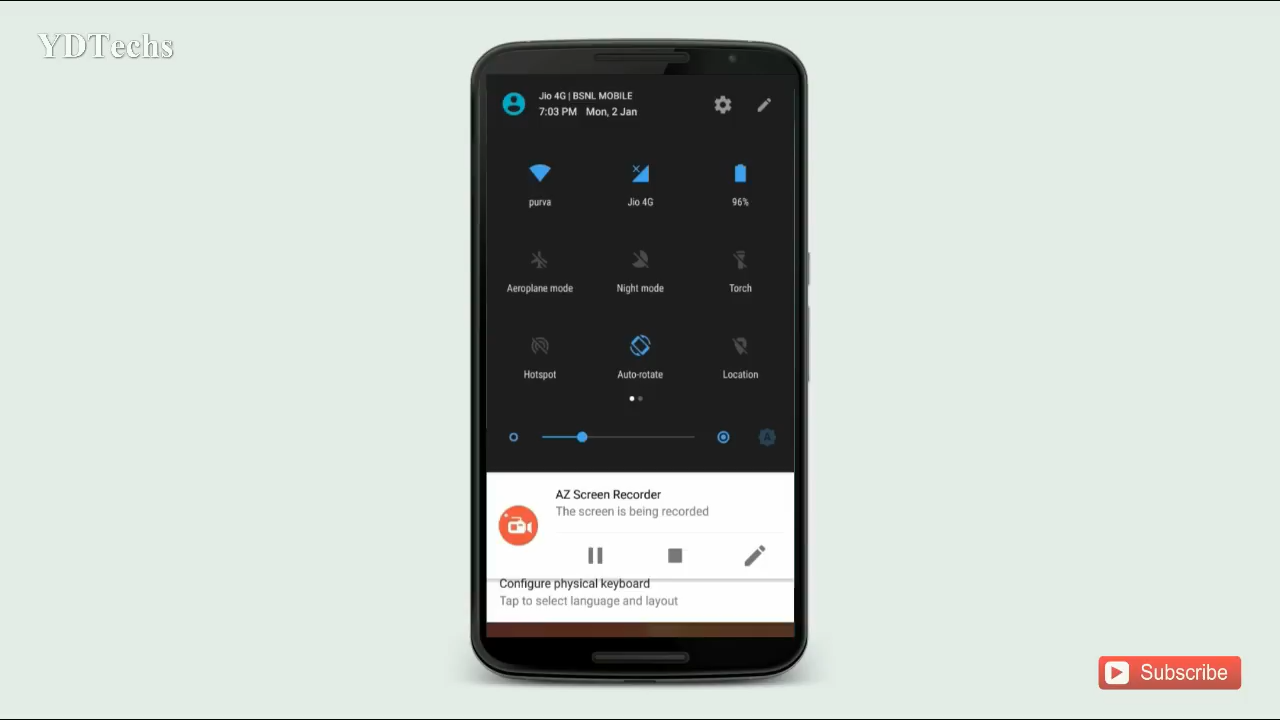 YDTechs
Jio 4G | BSNL MOBILE
7:03 PM Mon, 2 Jan
purva
Jio 4G
96%
Aeroplane mode
Night mode
Torch
Hotspot
Auto-rotate
Location
A
AZ Screen Recorder
The screen is being recorded
Configure physical keyboard
Tap to select language and layout
Subscribe